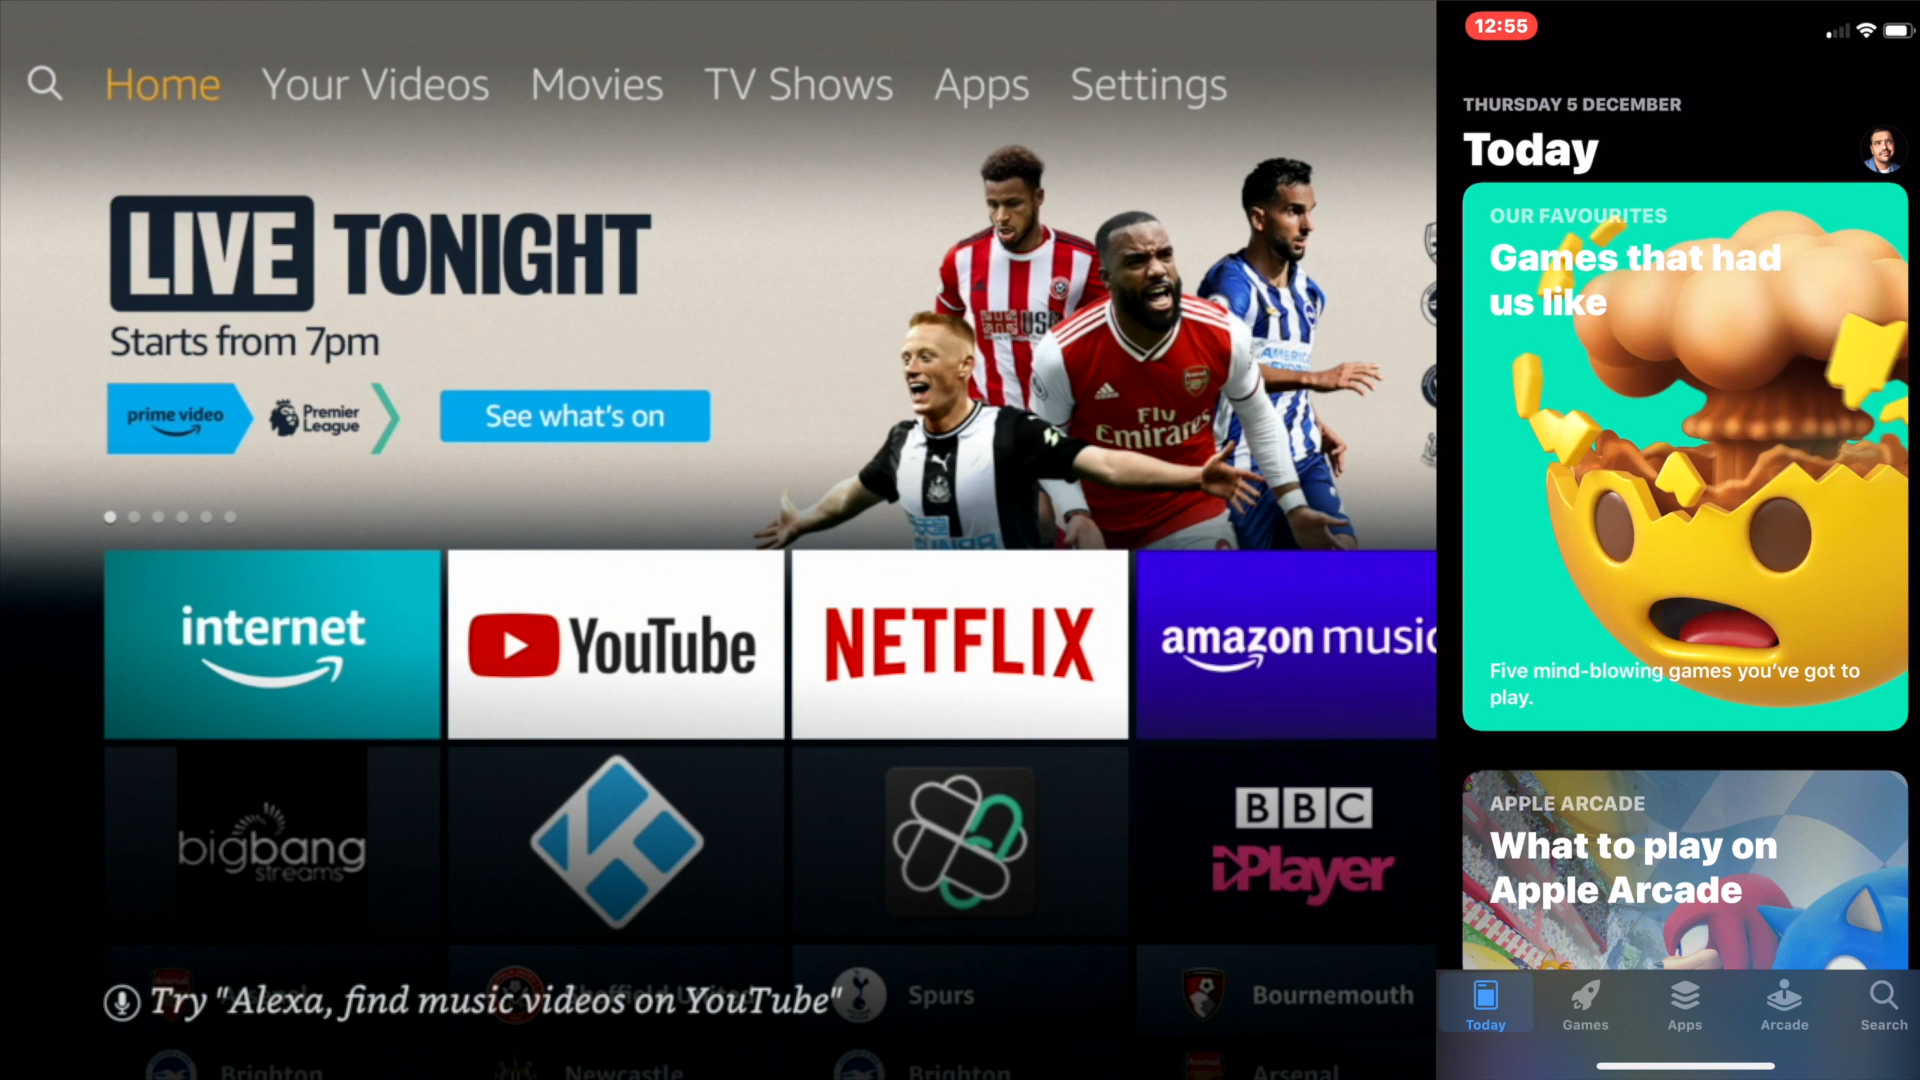 Home Your Videos Movies TV Shows Apps Settings
LIVE TONIGHT
Starts from 7pm
prime video
Premier
League
See what's on
Fly
Emirates
internet
YouTube
NETFLIX
amazon music
bigbang
streams
BBC
iPlayer
Try "Alexa, find music videos on YouTube"
Spurs
Bournemouth
Brighton
Newcastle
Brighton
Arsenal
12:55
THURSDAY 5 DECEMBER
Today
OUR FAVOURITES
Games that had
us like
Five mind-blowing games you've got to
play.
APPLE ARCADE
What to play on
Apple Arcade
Today
Games
Apps
Arcade
Search